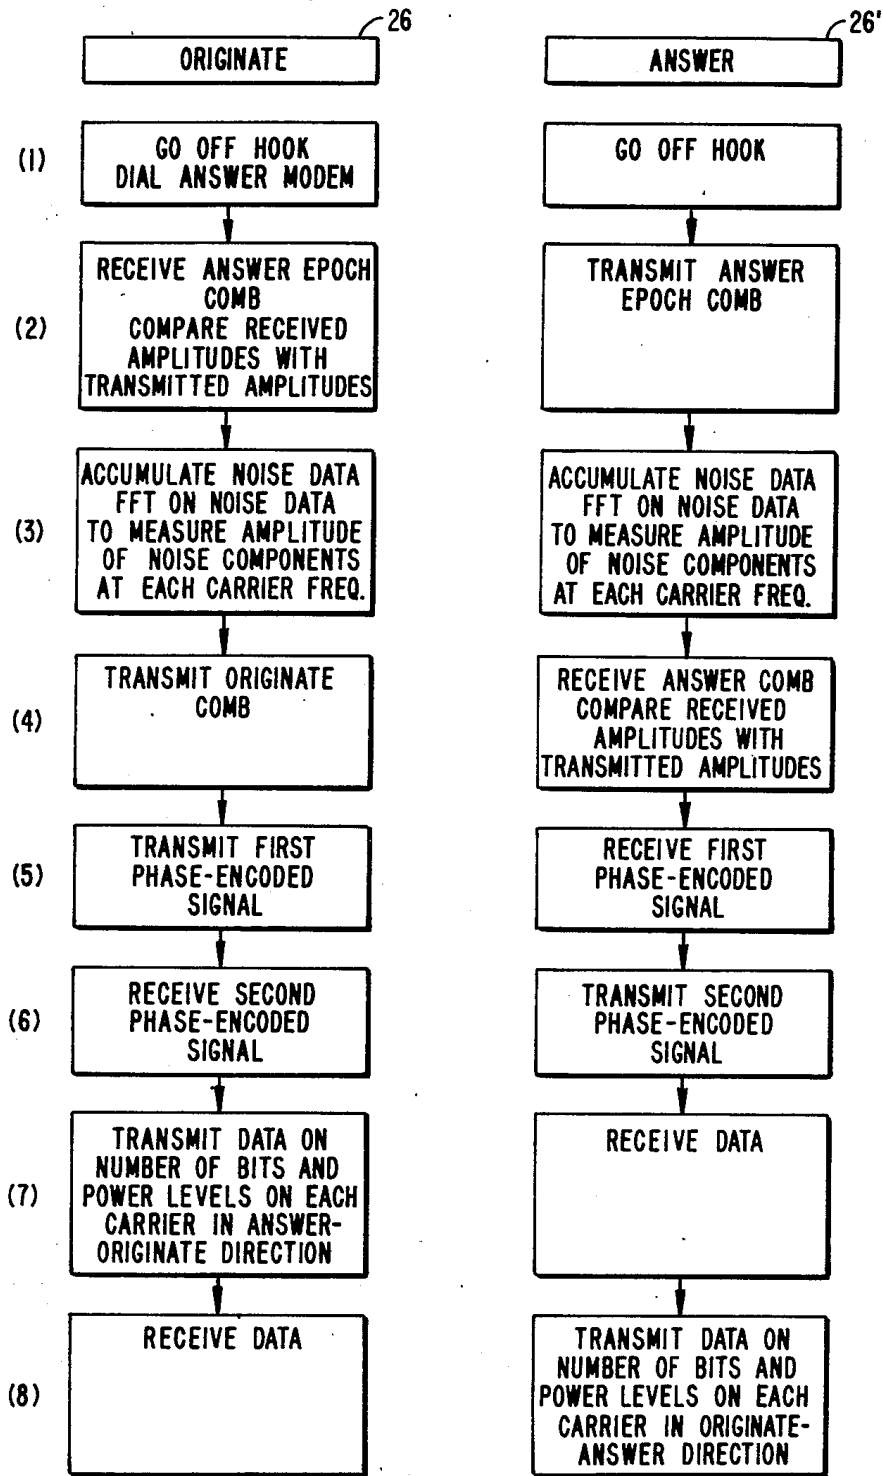 26
26'
ORIGINATE
ANSWER
(1)
GO OFF HOOK
DIAL ANSWER MODEM
GO OFF HOOK
(2)
RECEIVE ANSWER EPOCH
COMB
COMPARE RECEIVED
AMPLITUDES WITH
TRANSMITTED AMPLITUDES
TRANSMIT ANSWER
EPOCH COMB
(3)
ACCUMULATE NOISE DATA
FFT ON NOISE DATA
TO MEASURE AMPLITUDE
OF NOISE COMPONENTS
AT EACH CARRIER FREQ.
ACCUMULATE NOISE DATA
FFT ON NOISE DATA
TO MEASURE AMPLITUDE
OF NOISE COMPONENTS
AT EACH CARRIER FREQ.
(4)
TRANSMIT ORIGINATE
COMB
RECEIVE ANSWER COMB
COMPARE RECEIVED
AMPLITUDES WITH
TRANSMITTED AMPLITUDES
(5)
TRANSMIT FIRST
PHASE-ENCODED
SIGNAL
RECEIVE FIRST
PHASE-ENCODED
SIGNAL
(6)
RECEIVE SECOND
PHASE-ENCODED
SIGNAL
TRANSMIT SECOND
PHASE-ENCODED
SIGNAL
(7)
TRANSMIT DATA ON
NUMBER OF BITS AND
POWER LEVELS ON EACH
CARRIER IN ANSWER-
ORIGINATE DIRECTION
RECEIVE DATA
(8)
RECEIVE DATA
TRANSMIT DATA ON
NUMBER OF BITS AND
POWER LEVELS ON EACH
CARRIER IN ORIGINATE-
ANSWER DIRECTION